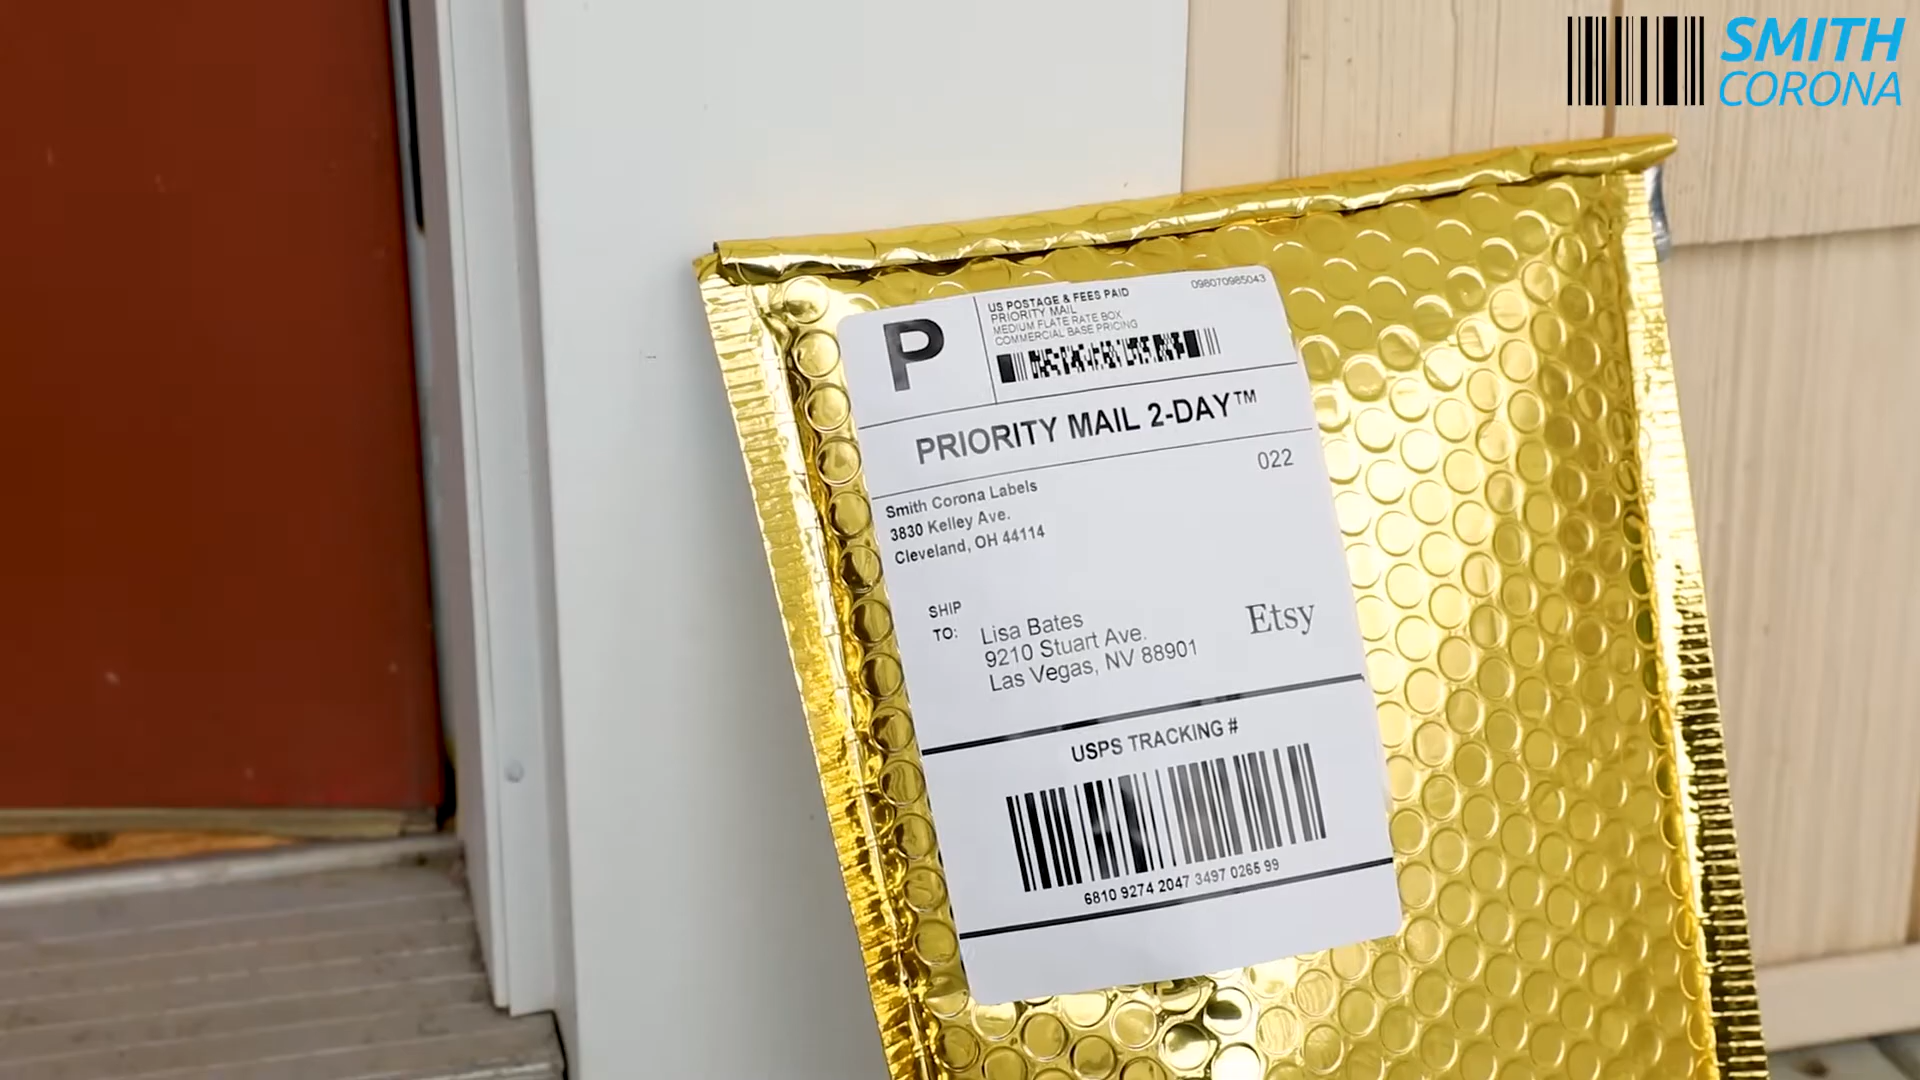 SMITH
CORONA
P
US POSTAGE & FEES PAID
PRIORITY MAIL
MEDIUM FLATE RATE BOX
COMMERCIAL BASE PRICING
098070985043
PRIORITY MAIL 2-DAY™
022
Smith Corona Labels
3830 Kelley Ave.
Cleveland, OH 44114
SHIP
TO:
Lisa Bates
9210 Stuart Ave.
Las Vegas, NV 88901
Etsy
USPS TRACKING #
6810 9274 2047 3497 0265 99